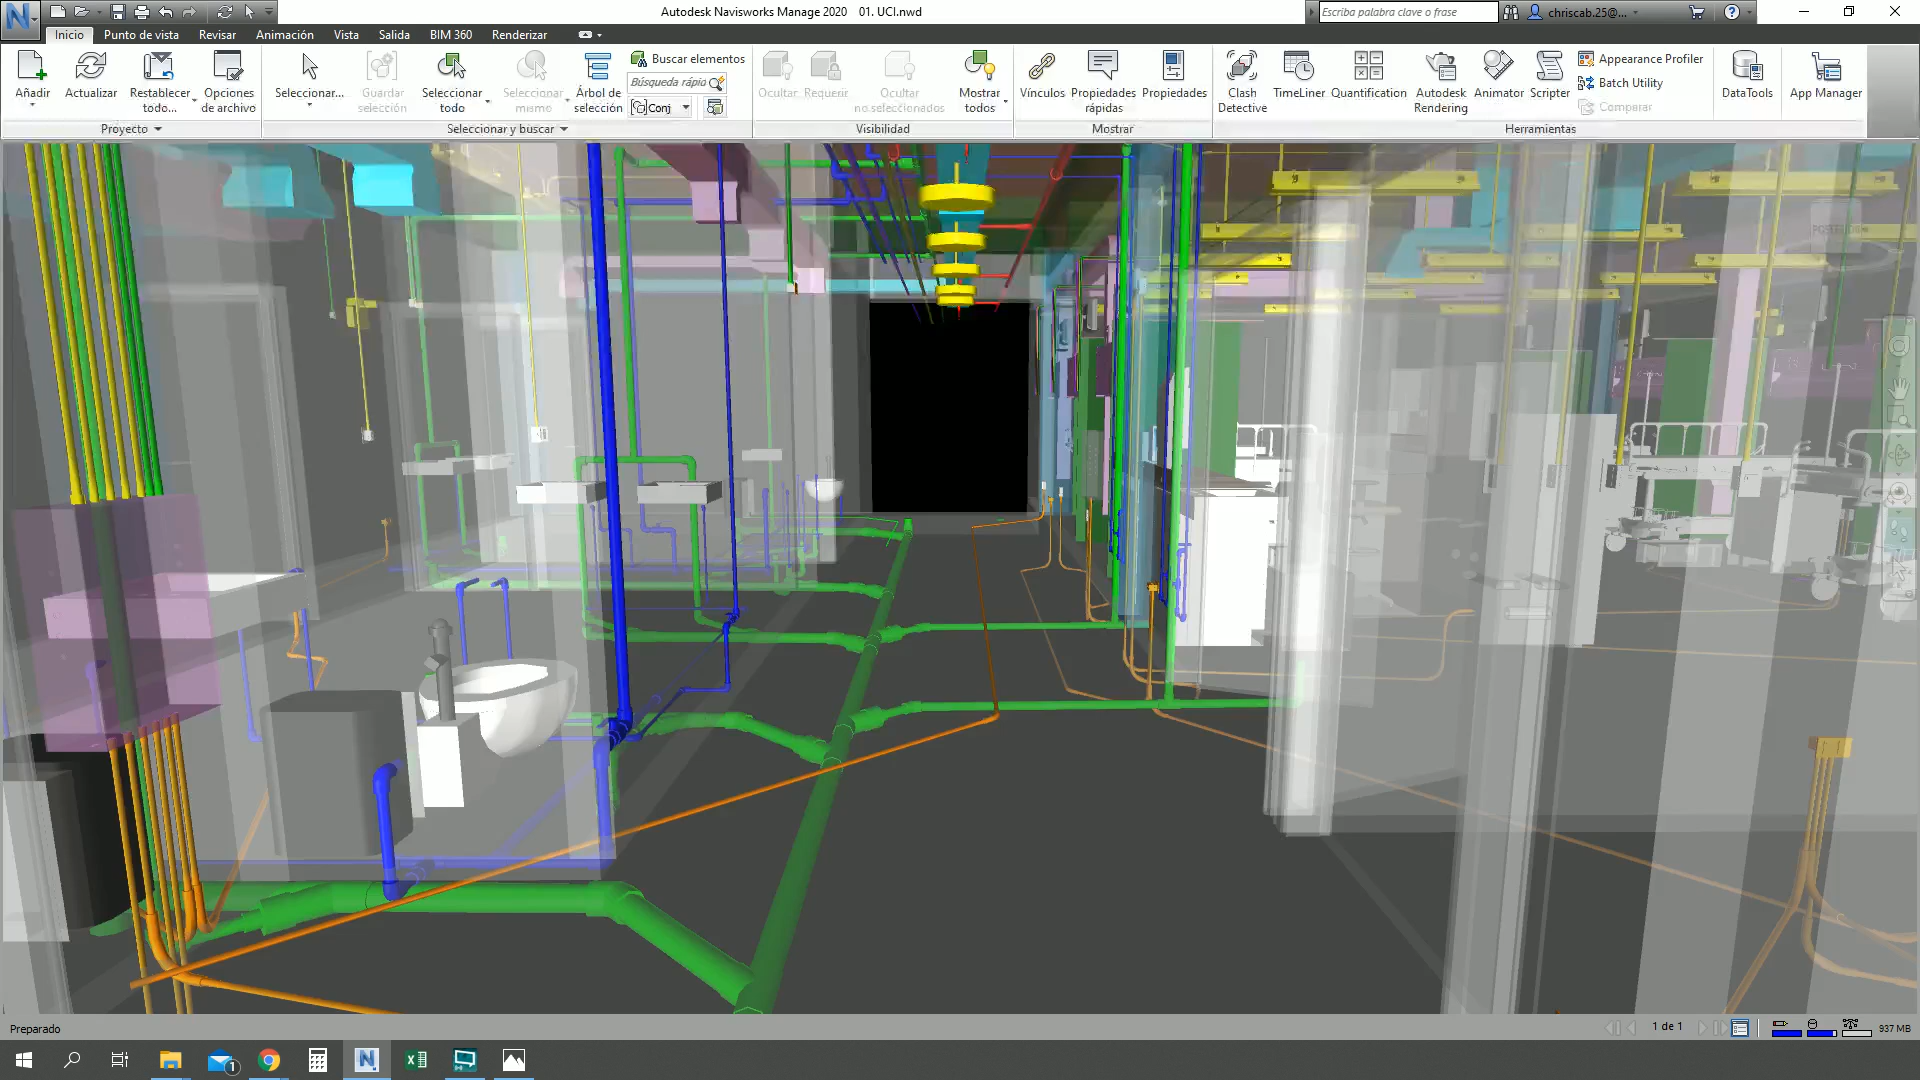 Autodesk Navisworks Manage 2020 01. UCI.nwd
Escriba palabra clave o frase
chriscab.25@...
Inicio Punto de vista Revisar Animación Vista Salida BIM 360 Renderizar
Añadir
Actualizar
Restablecer todo...
Opciones de archivo
Seleccionar...
Guardar selección
Seleccionar todo
Seleccionar mismo
Árbol de selección
Buscar elementos
Búsqueda rápio
Conj
Ocultar
Requerir
Ocultar no seleccionados
Mostrar todos
Vínculos
Propiedades rápidas
Propiedades
Clash Detective
TimeLiner
Quantification
Autodesk Rendering
Animator
Scripter
Appearance Profiler
Batch Utility
Comparar
DataTools
App Manager
Proyecto
Seleccionar y buscar
Visibilidad
Mostrar
Herramientas
Preparado
1 de 1
937 MB
1